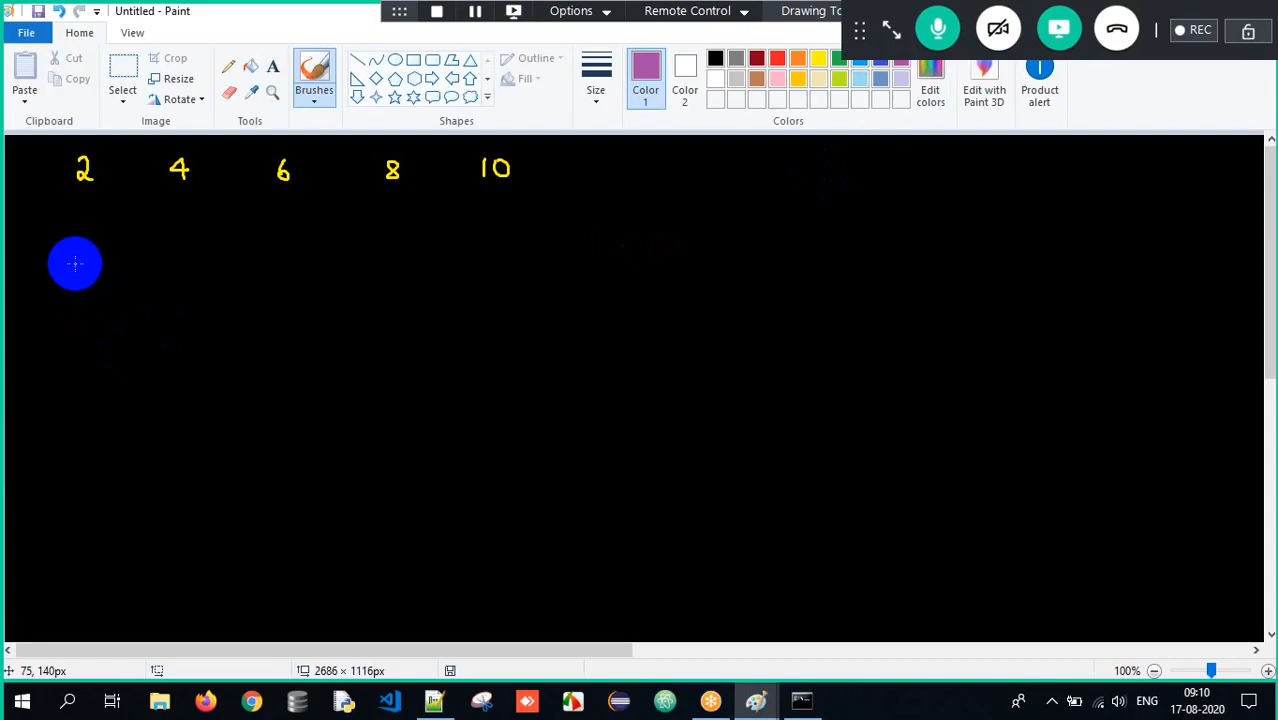 Untitled - Paint
Options
Remote Control
Drawing To
REC
File
Home
View
Cut
Copy
Paste
Clipboard
Crop
Resize
Rotate
Select
Image
A
Tools
Brushes
Outline
Fill
Shapes
Size
Color 1
Color 2
Edit colors
Colors
Edit with Paint 3D
Product alert
2 4 6 8 10
75, 140px
2686 × 1116px
100%
ENG
09:10
17-08-2020